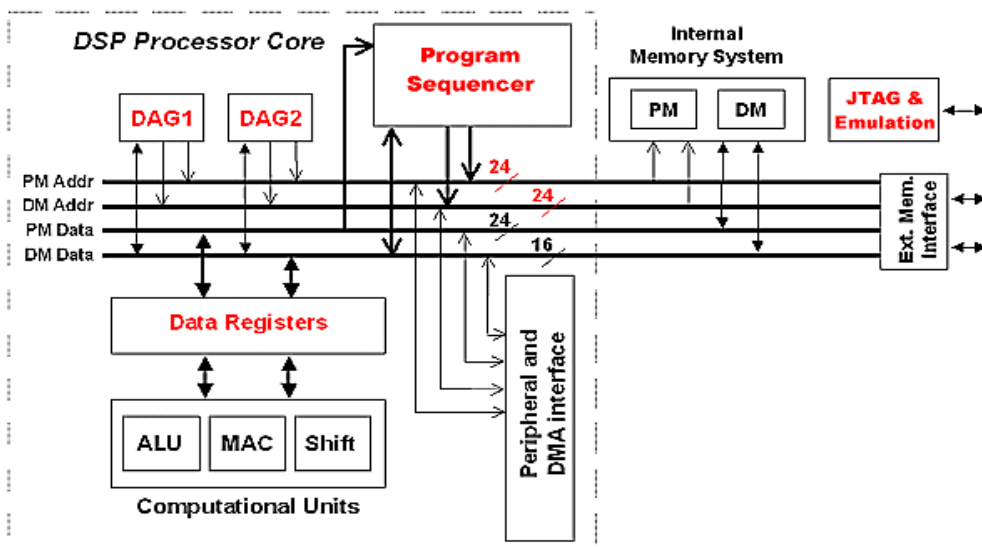 DSP Processor Core
Program
Sequencer
Internal
Memory System
PM
DM
JTAG &
Emulation
DAG1
DAG2
PM Addr
24
DM Addr
24
PM Data
24
DM Data
16
Ext. Mem.
Interface
Data Registers
Peripheral and
DMA interface
ALU
MAC
Shift
Computational Units